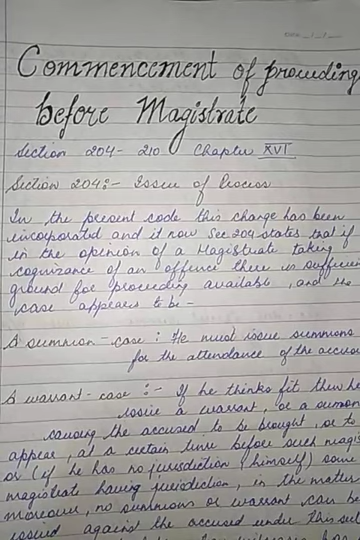 Commencement of proceeding
before Magistrate
Section 204-210 Chapter XVI
Section 204:- Issue of Process
In the present code this change has been
incorporated and it now Sec 204 states that if
in the opinion of a Magistrate taking
cognizance of an offence there is sufficient
ground for proceeding available, and the
case appears to be -
A summon-case : He must issue summons
for the attendance of the accused
A warrant-case :- If he thinks fit then he
issue a warrant, or a summon
causing the accused to be brought, or to
appear, at a certain time before such magis
or (if he has no jurisdiction himself) some
magistrate having jurisdiction, in the matter
moreover, no summons or warrant can be
issued against the accused under this sub